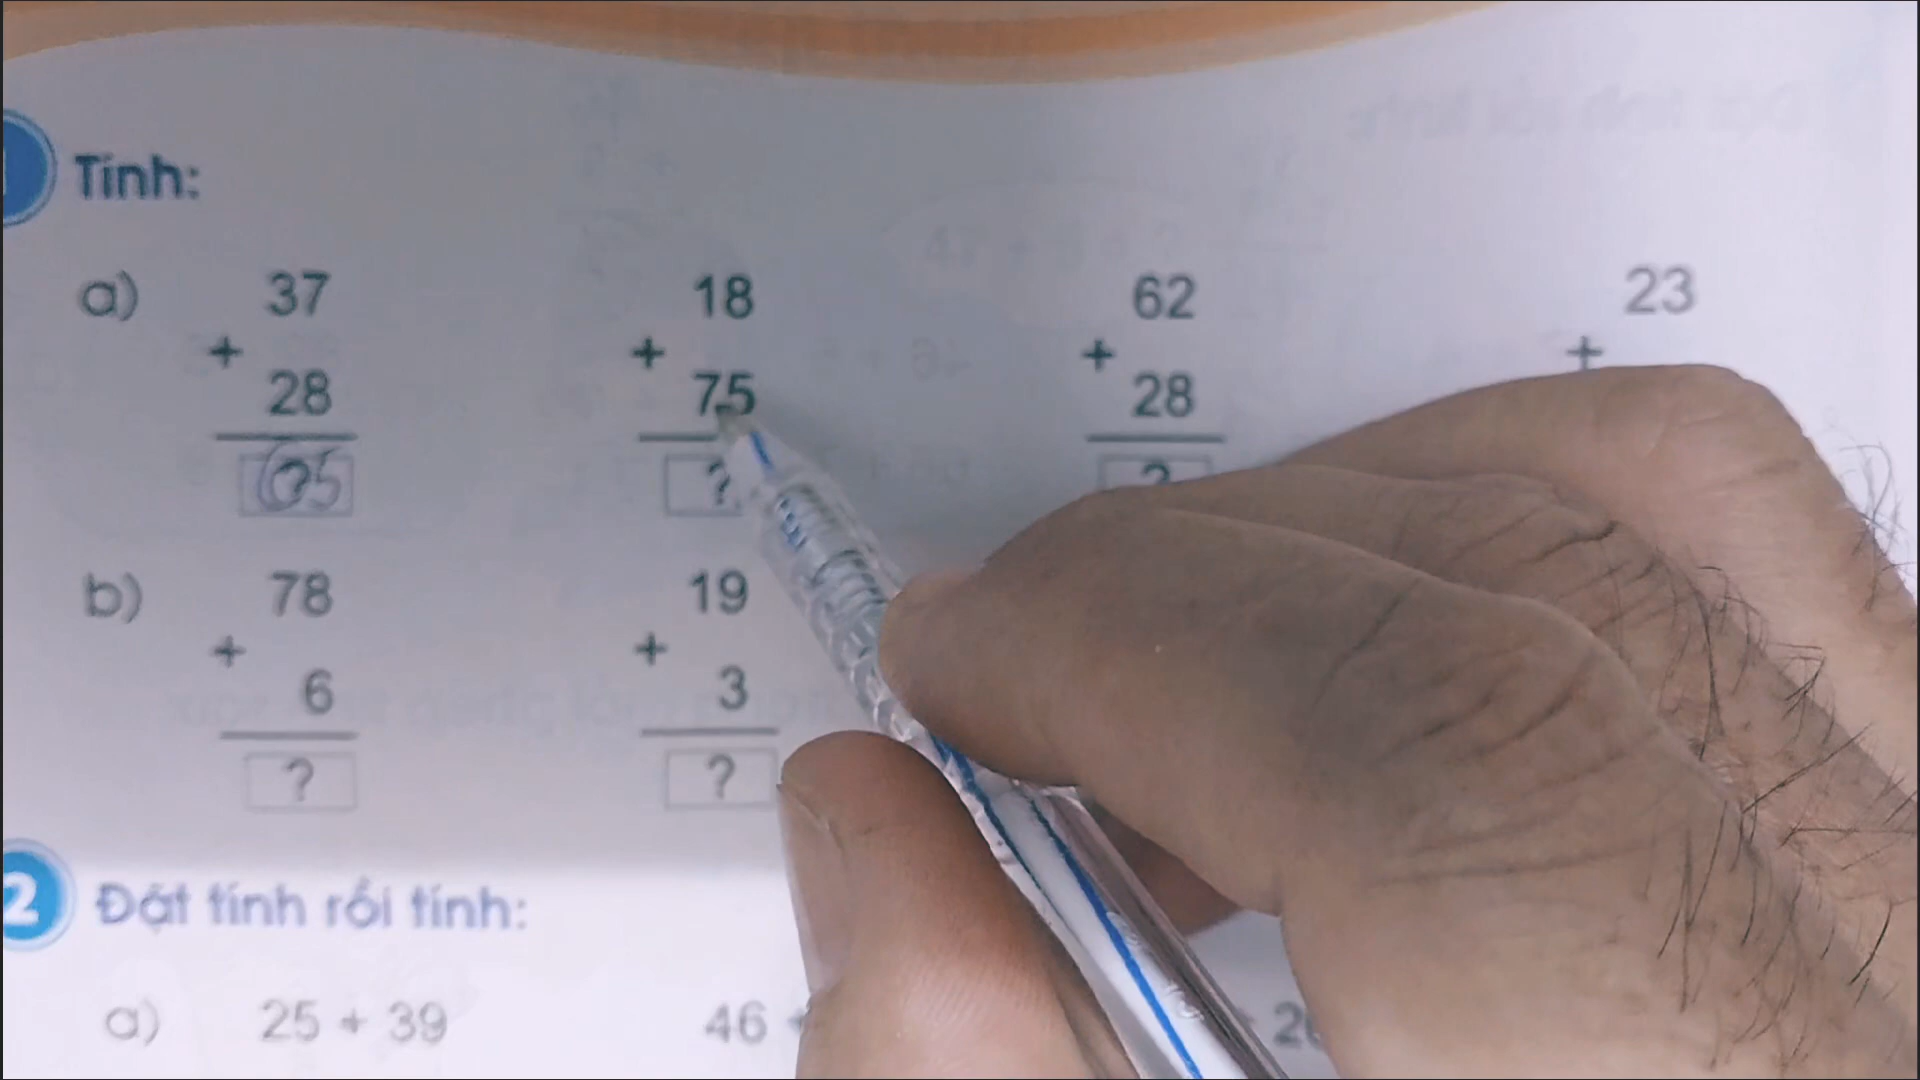 Tính:
a) 37 18 62 23
+ + + +
28 75 28
65 ? ?
b) 78 19
+ +
6 3
? ?
2 Đặt tính rồi tính:
a) 25 + 39 46